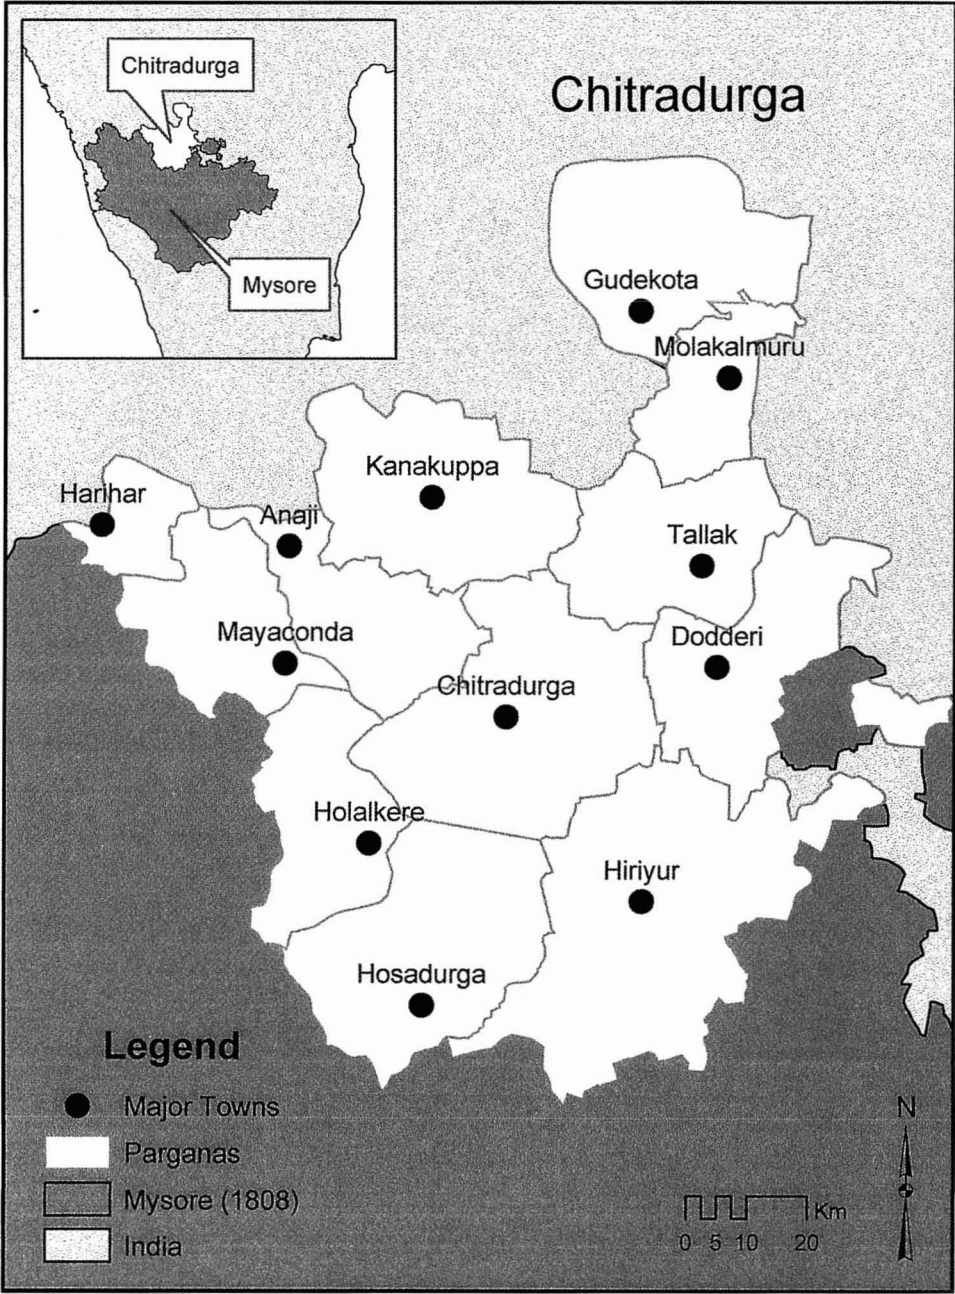 Chitradurga
Chitradurga
Mysore
Gudekota
Molakalmuru
Kanakuppa
Harihar
Anaji
Tallak
Mayaconda
Dodderi
Chitradurga
Holalkere
Hiriyur
Hosadurga
Legend
Major Towns
Parganas
Mysore (1808)
India
N
Km
0 5 10 20